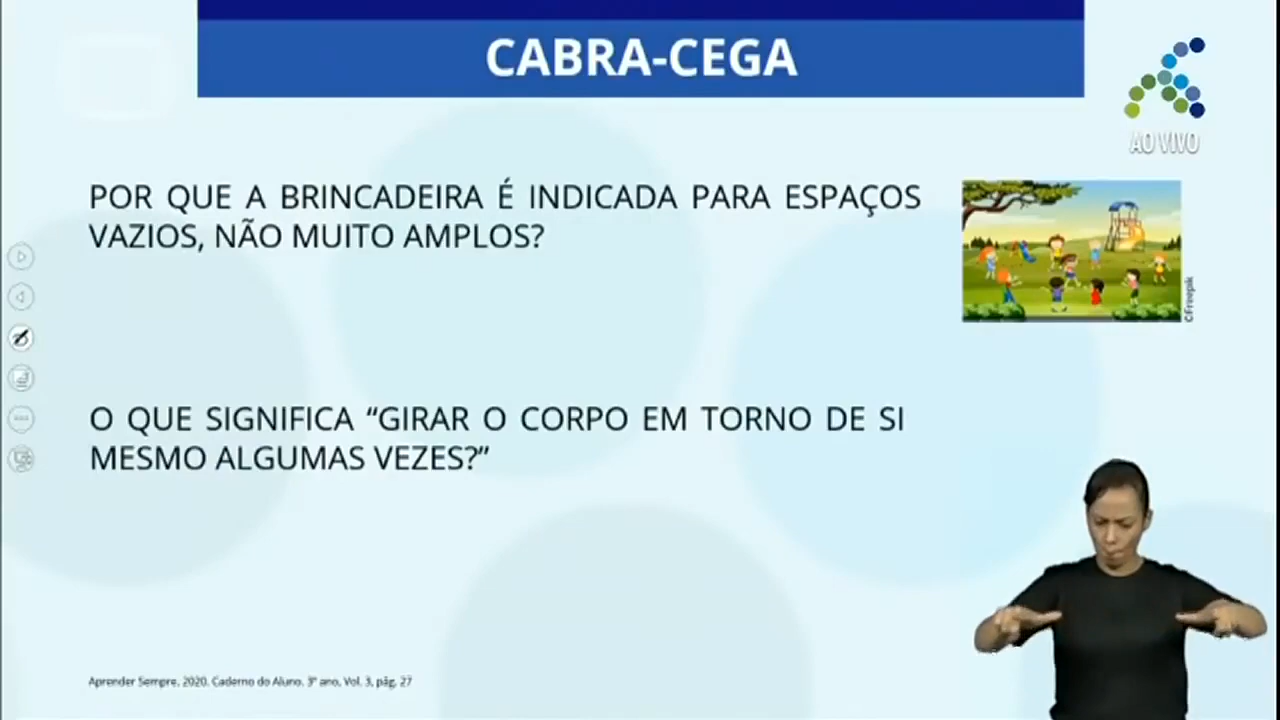 CABRA-CEGA
AO VIVO
POR QUE A BRINCADEIRA É INDICADA PARA ESPAÇOS
VAZIOS, NÃO MUITO AMPLOS?
©Freepik
O QUE SIGNIFICA “GIRAR O CORPO EM TORNO DE SI
MESMO ALGUMAS VEZES?”
Aprender Sempre, 2020. Caderno do Aluno. 3º ano, Vol. 3, pág. 27